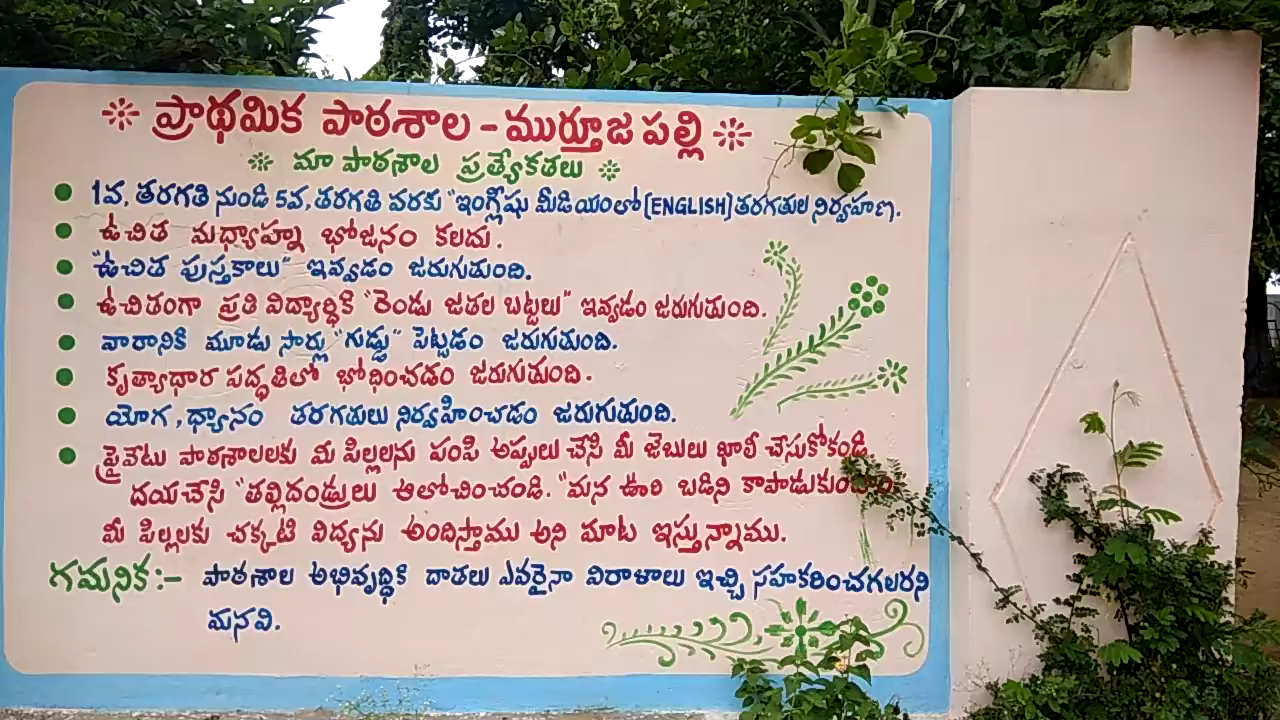 ప్రాథమిక పాఠశాల - ముర్తూజ పల్లి
మా పాఠశాల ప్రత్యేకతలు
1వ, తరగతి నుండి 5వ, తరగతి వరకు "ఇంగ్లీషు మీడియంలో (ENGLISH) తరగతుల నిర్వహణ.
ఉచిత మధ్యాహ్న భోజనం కలదు.
"ఉచిత పుస్తకాలు" ఇవ్వడం జరుగుతుంది.
ఉచితంగా ప్రతి విద్యార్థికి "రెండు జతల బట్టలు" ఇవ్వడం జరుగుతుంది.
వారానికి మూడు సార్లు "గుడ్లు" పెట్టడం జరుగుతుంది.
కృత్యాధార పద్ధతిలో భోధించడం జరుగుతుంది.
యోగ, ధ్యానం తరగతులు నిర్వహించడం జరుగుతుంది.
ప్రైవేటు పాఠశాలలకు మీ పిల్లలను పంపి అప్పులు చేసి మీ జేబులు ఖాలీ చేసుకోకండి.
దయచేసి "తల్లిదండ్రులు ఆలోచించండి. "మన ఊరి బడిని
మీ పిల్లలకు చక్కటి విద్యను అందిస్తాము అని మాట ఇస్తున్నాము.
గమనిక :- పాఠశాల అభివృద్ధికి దాతలు ఎవరైనా విరాళాలు ఇచ్చి సహకరించగలరని
మనవి.